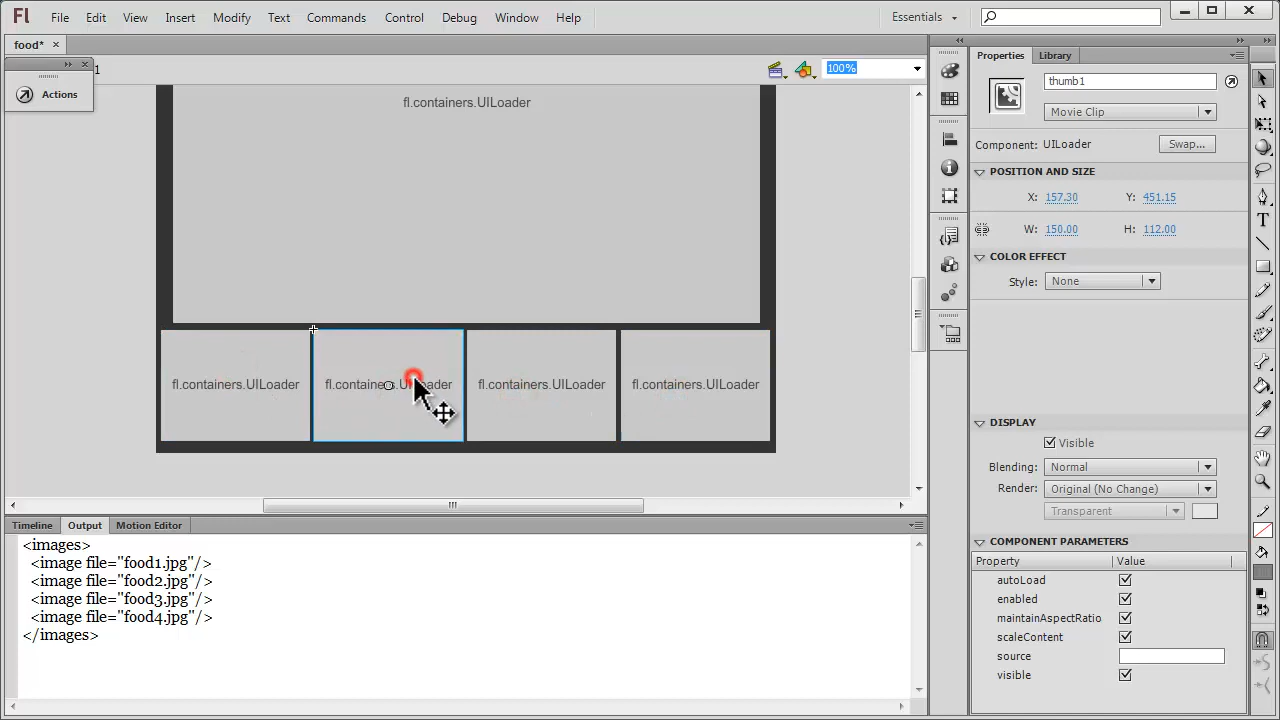 Fl File Edit View Insert Modify Text Commands Control Debug Window Help Essentials
food* ×
1
100%
Actions
fl.containers.UILoader
fl.containers.UILoader fl.containers.UILoader fl.containers.UILoader fl.containers.UILoader
Timeline Output Motion Editor
<images>
<image file="food1.jpg"/>
<image file="food2.jpg"/>
<image file="food3.jpg"/>
<image file="food4.jpg"/>
</images>
Properties Library
thumb1
Movie Clip
Component: UILoader Swap...
POSITION AND SIZE
X: 157.30 Y: 451.15
W: 150.00 H: 112.00
COLOR EFFECT
Style: None
DISPLAY
Visible
Blending: Normal
Render: Original (No Change)
Transparent
COMPONENT PARAMETERS
Property Value
autoLoad
enabled
maintainAspectRatio
scaleContent
source
visible